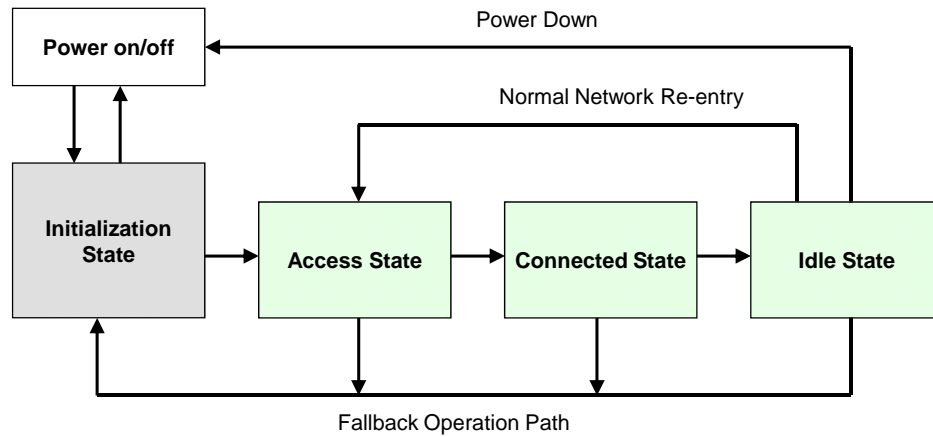 Power Down
Power on/off
Normal Network Re-entry
Initialization
State
Access State
Connected State
Idle State
Fallback Operation Path